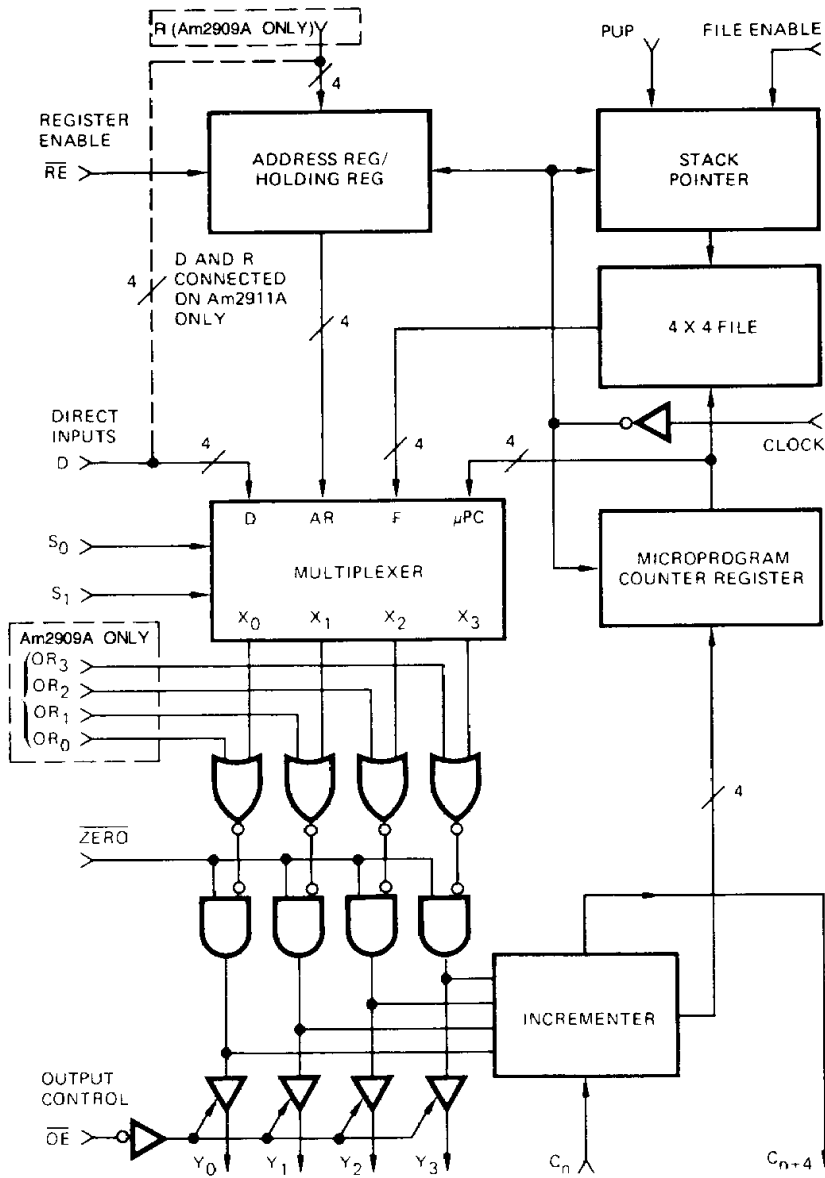 R (Am2909A ONLY)
PUP
FILE ENABLE
4
REGISTER
ENABLE
RE
ADDRESS REG/
HOLDING REG
STACK
POINTER
D AND R
CONNECTED
ON Am2911A
ONLY
4
4
4 X 4 FILE
DIRECT
INPUTS
D
4
4
4
CLOCK
D AR F μPC
MULTIPLEXER
X0 X1 X2 X3
S0
S1
MICROPROGRAM
COUNTER REGISTER
Am2909A ONLY
OR3
OR2
OR1
OR0
4
ZERO
INCREMENTER
OUTPUT
CONTROL
OE
Y0 Y1 Y2 Y3
Cn
Cn+4